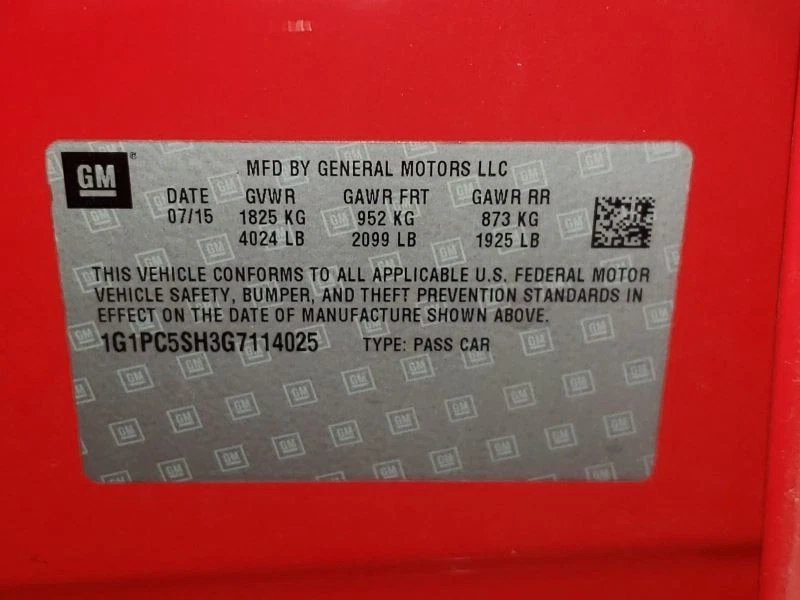 GM ® MFD BY GENERAL MOTORS LLC
DATE GVWR GAWR FRT GAWR RR
07/15 1825 KG 952 KG 873 KG
4024 LB 2099 LB 1925 LB
THIS VEHICLE CONFORMS TO ALL APPLICABLE U.S. FEDERAL MOTOR
VEHICLE SAFETY, BUMPER, AND THEFT PREVENTION STANDARDS IN
EFFECT ON THE DATE OF MANUFACTURE SHOWN ABOVE.
1G1PC5SH3G7114025 TYPE: PASS CAR